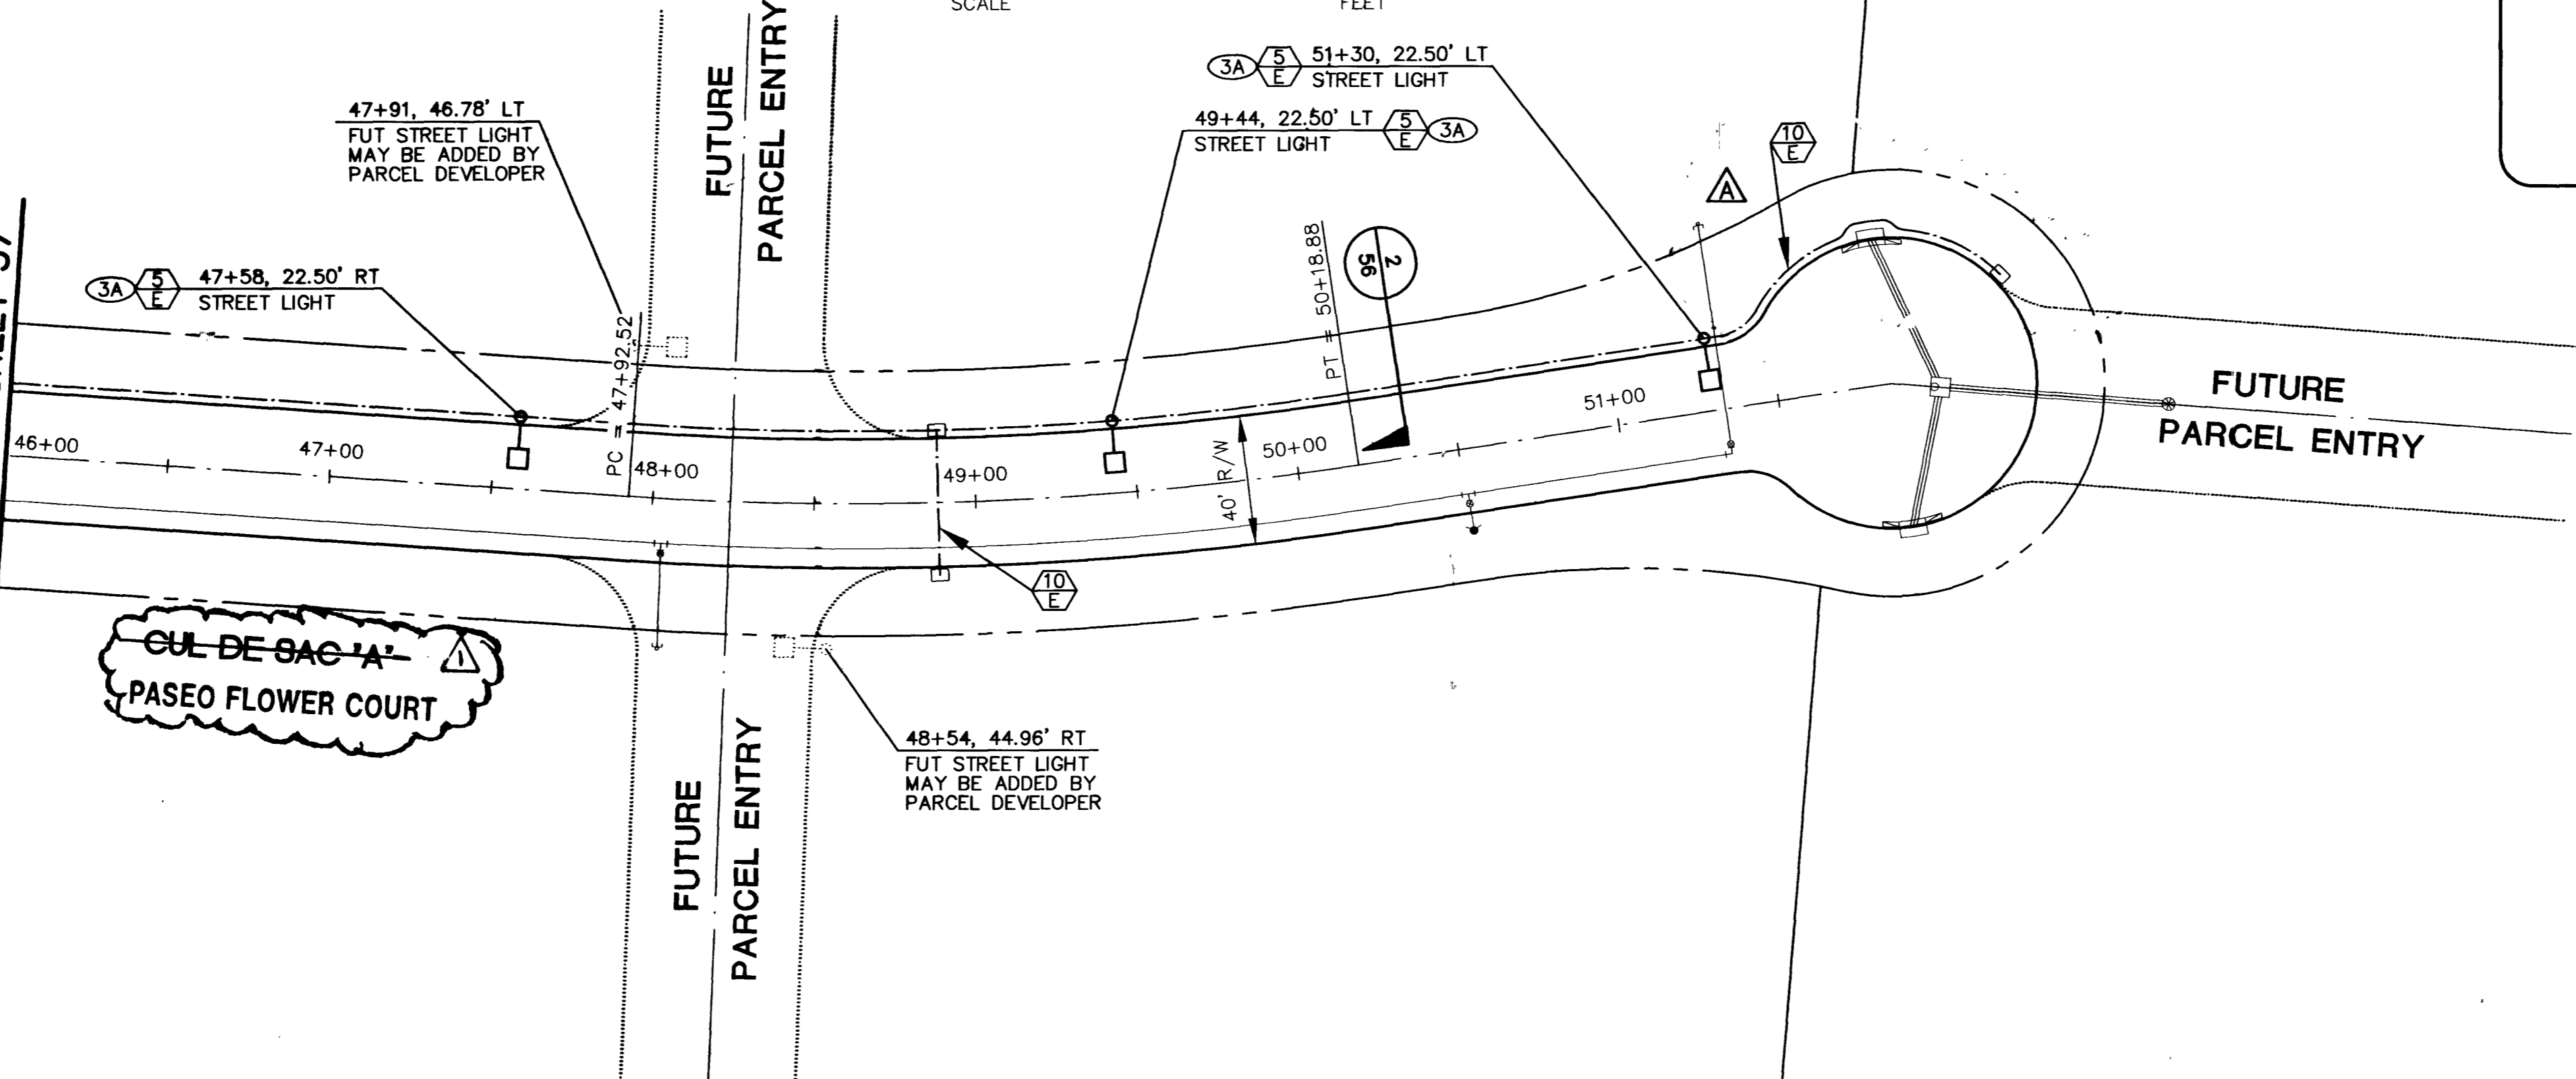 SCALE
FEET
3A
5
E
51+30, 22.50' LT
STREET LIGHT
47+91, 46.78' LT
FUT STREET LIGHT
MAY BE ADDED BY
PARCEL DEVELOPER
FUTURE
PARCEL ENTRY
49+44, 22.50' LT
STREET LIGHT
5
E
3A
10
E
A
3A
5
E
47+58, 22.50' RT
STREET LIGHT
PC = 47+92.52
PT = 50+18.88
2
56
46+00
47+00
48+00
49+00
50+00
51+00
40' R/W
FUTURE
PARCEL ENTRY
10
E
CUL DE SAC 'A'
1
PASEO FLOWER COURT
48+54, 44.96' RT
FUT STREET LIGHT
MAY BE ADDED BY
PARCEL DEVELOPER
FUTURE
PARCEL ENTRY